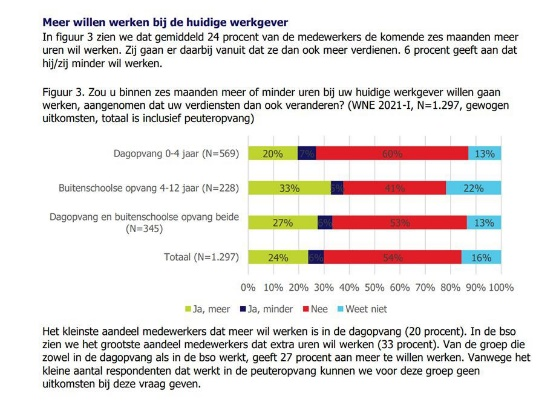 Meer willen werken bij de huidige werkgever
In figuur 3 zien we dat gemiddeld 24 procent van de medewerkers de komende zes maanden meer
uren wil werken. Zij gaan er daarbij vanuit dat ze dan ook meer verdienen. 6 procent geeft aan dat
hij/zij minder wil werken.
Figuur 3. Zou u binnen zes maanden meer of minder uren bij uw huidige werkgever willen gaan
werken, aangenomen dat uw verdiensten dan ook veranderen? (WNE 2021-I, N=1.297, gewogen
uitkomsten, totaal is inclusief peuteropvang)
Dagopvang 0-4 jaar (N=569) 20% 7% 60% 13%
Buitenschoolse opvang 4-12 jaar (N=228) 33% 41% 22%
Dagopvang en buitenschoolse opvang beide
(N=345) 27% 53% 13%
Totaal (N=1.297) 24% 6% 54% 16%
0% 10% 20% 30% 40% 50% 60% 70% 80% 90% 100%
Ja, meer Ja, minder Nee Weet niet
Het kleinste aandeel medewerkers dat meer wil werken is in de dagopvang (20 procent). In de bso
zien we het grootste aandeel medewerkers dat extra uren wil werken (33 procent). Van de groep die
zowel in de dagopvang als in de bso werkt, geeft 27 procent aan meer te willen werken. Vanwege het
kleine aantal respondenten dat werkt in de peuteropvang kunnen we voor deze groep geen
uitkomsten bij deze vraag geven.